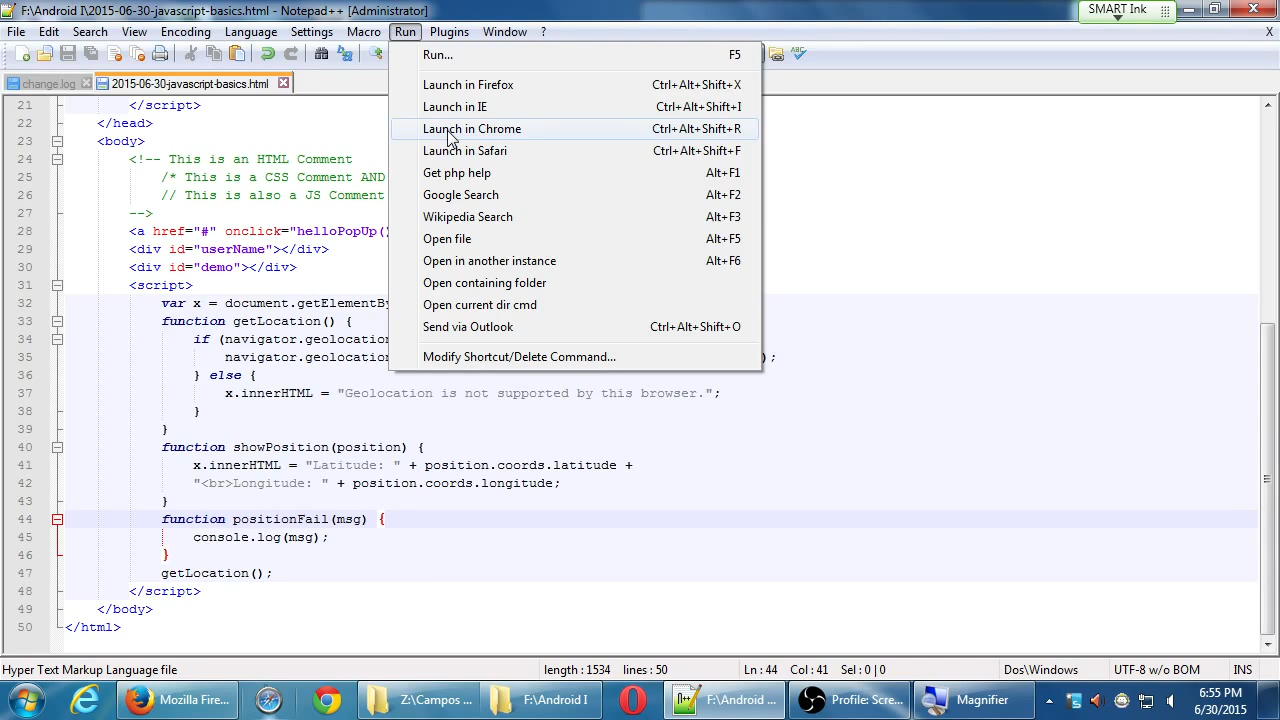 F:\Android I\2015-06-30-javascript-basics.html - Notepad++ [Administrator]
SMART Ink
File Edit Search View Encoding Language Settings Macro Run Plugins Window ? X
change.log 2015-06-30-javascript-basics.html
Run... F5
Launch in Firefox Ctrl+Alt+Shift+X
Launch in IE Ctrl+Alt+Shift+I
Launch in Chrome Ctrl+Alt+Shift+R
Launch in Safari Ctrl+Alt+Shift+F
Get php help Alt+F1
Google Search Alt+F2
Wikipedia Search Alt+F3
Open file Alt+F5
Open in another instance Alt+F6
Open containing folder
Open current dir cmd
Send via Outlook Ctrl+Alt+Shift+O
Modify Shortcut/Delete Command...
21 </script>
22 </head>
23 <body>
24 <!-- This is an HTML Comment
25 /* This is a CSS Comment AND
26 // This is also a JS Comment
27 -->
28 <a href="#" onclick="helloPopUp()
29 <div id="userName"></div>
30 <div id="demo"></div>
31 <script>
32 var x = document.getElementBy
33 function getLocation() {
34 if (navigator.geolocation
35 navigator.geolocation );
36 } else {
37 x.innerHTML = "Geolocation is not supported by this browser.";
38 }
39 }
40 function showPosition(position) {
41 x.innerHTML = "Latitude: " + position.coords.latitude +
42 "<br>Longitude: " + position.coords.longitude;
43 }
44 function positionFail(msg) {
45 console.log(msg);
46 }
47 getLocation();
48 </script>
49 </body>
50 </html>
Hyper Text Markup Language file length : 1534 lines : 50 Ln : 44 Col : 41 Sel : 0 | 0 Dos\Windows UTF-8 w/o BOM INS
Mozilla Fire... Z:\Campos ... F:\Android I F:\Android ... Profile: Scre... Magnifier
6:55 PM
6/30/2015